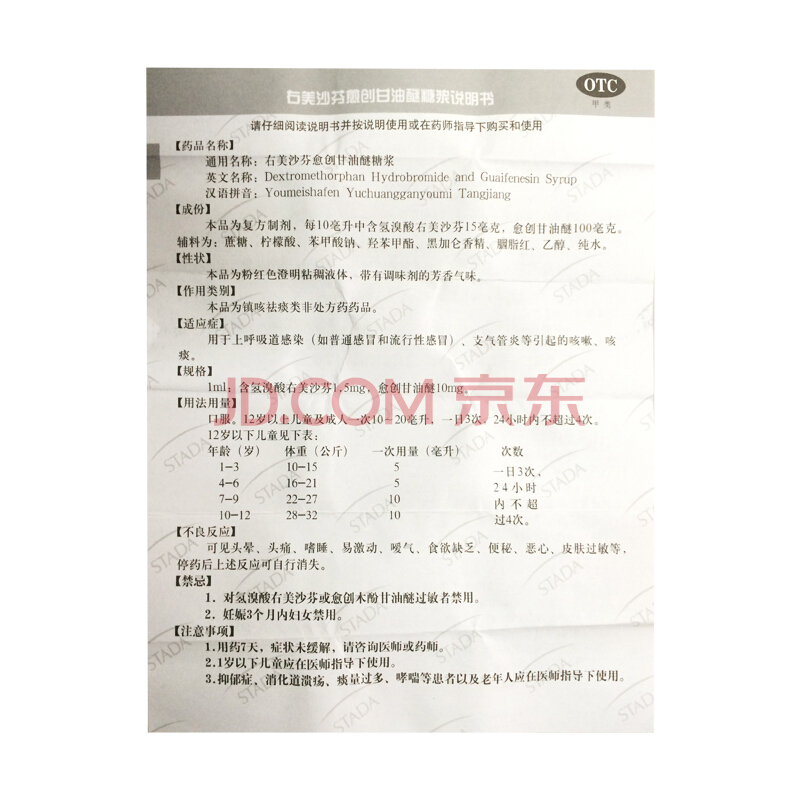 右美沙芬愈创甘油醚糖浆说明书
OTC
甲类
请仔细阅读说明书并按说明使用或在药师指导下购买和使用
【药品名称】
通用名称：右美沙芬愈创甘油醚糖浆
英文名称：Dextromethorphan Hydrobromide and Guaifenesin Syrup
汉语拼音：Youmeishafen Yuchuangganyoumi Tangjiang
【成份】
本品为复方制剂，每10毫升中含氢溴酸右美沙芬15毫克，愈创甘油醚100毫克。
辅料为：蔗糖、柠檬酸、苯甲酸钠、羟苯甲酯、黑加仑香精、胭脂红、乙醇、纯水。
【性状】
本品为粉红色澄明粘稠液体，带有调味剂的芳香气味。
【作用类别】
本品为镇咳祛痰类非处方药药品。
【适应症】
用于上呼吸道感染（如普通感冒和流行性感冒）、支气管炎等引起的咳嗽、咳
痰。
【规格】
1ml：含氢溴酸右美沙芬1.5mg，愈创甘油醚10mg。
JD.COM 京东
【用法用量】
口服。12岁以上儿童及成人一次10－20毫升，一日3次，24小时内不超过4次。
12岁以下儿童见下表：
年龄（岁） 体重（公斤） 一次用量（毫升） 次数
1-3 10-15 5 一日3次，
4-6 16-21 5 24小时
7-9 22-27 10 内不超
10-12 28-32 10 过4次。
【不良反应】
可见头晕、头痛、嗜睡、易激动、嗳气、食欲缺乏、便秘、恶心、皮肤过敏等，
停药后上述反应可自行消失。
【禁忌】
1．对氢溴酸右美沙芬或愈创木酚甘油醚过敏者禁用。
2．妊娠3个月内妇女禁用。
【注意事项】
1.用药7天，症状未缓解，请咨询医师或药师。
2.1岁以下儿童应在医师指导下使用。
3.抑郁症、消化道溃疡、痰量过多、哮喘等患者以及老年人应在医师指导下使用。
STADA